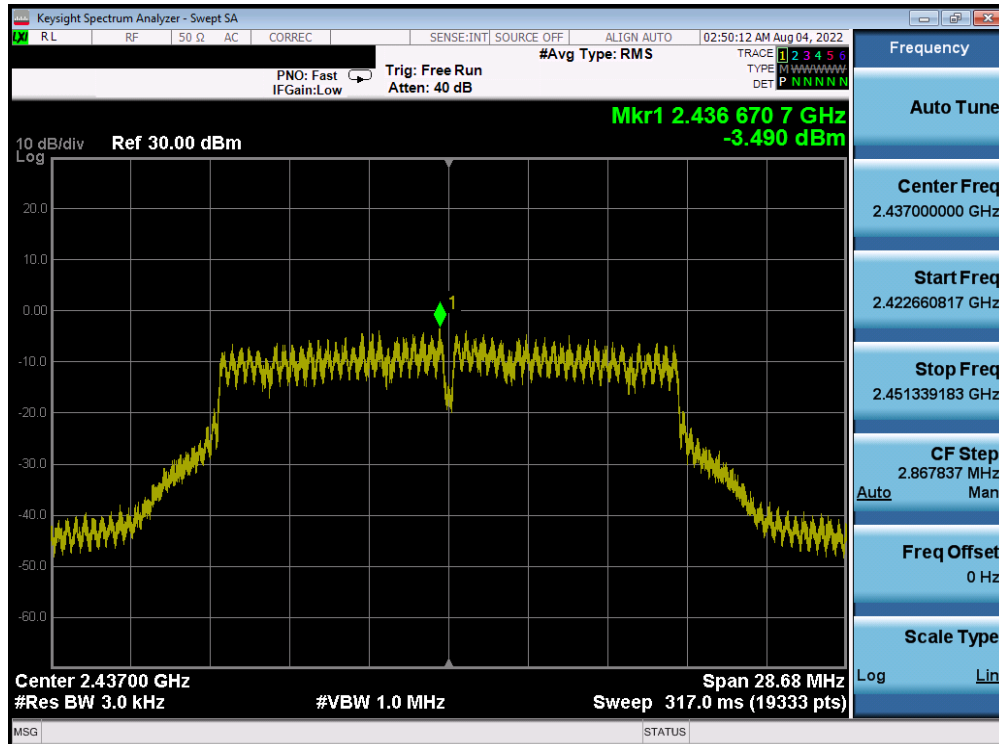 Keysight Spectrum Analyzer - Swept SA
LXI RL RF 50 Ω AC CORREC SENSE:INT SOURCE OFF ALIGN AUTO 02:50:12 AM Aug 04, 2022
#Avg Type: RMS
TRACE 1 2 3 4 5 6
TYPE M WWWWW
DET P N N N N N
PNO: Fast
IFGain:Low
Trig: Free Run
Atten: 40 dB
Mkr1 2.436 670 7 GHz
-3.490 dBm
10 dB/div Ref 30.00 dBm
Log
20.0
10.0
0.00
-10.0
-20.0
-30.0
-40.0
-50.0
-60.0
1
Center 2.43700 GHz Span 28.68 MHz
#Res BW 3.0 kHz #VBW 1.0 MHz Sweep 317.0 ms (19333 pts)
MSG STATUS
Frequency
Auto Tune
Center Freq
2.437000000 GHz
Start Freq
2.422660817 GHz
Stop Freq
2.451339183 GHz
CF Step
2.867837 MHz
Auto Man
Freq Offset
0 Hz
Scale Type
Log Lin